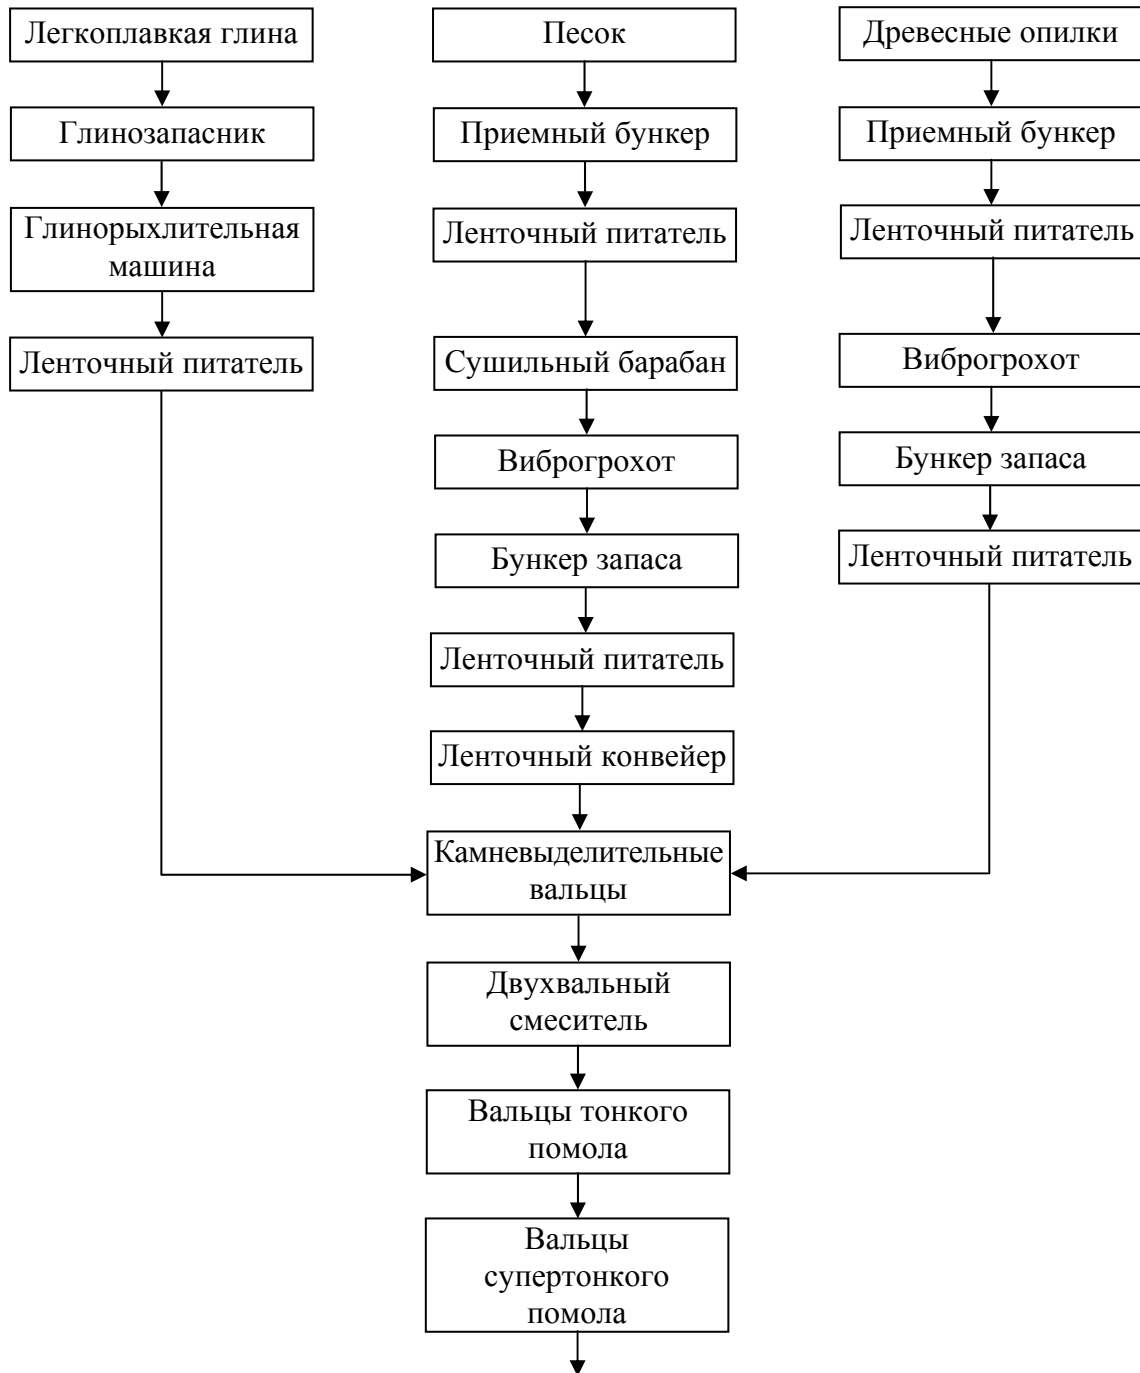 Легкоплавкая глина
Песок
Древесные опилки
Глинозапасник
Приемный бункер
Приемный бункер
Глинорыхлительная
машина
Ленточный питатель
Ленточный питатель
Ленточный питатель
Сушильный барабан
Виброгрохот
Виброгрохот
Бункер запаса
Бункер запаса
Ленточный питатель
Ленточный питатель
Ленточный конвейер
Камневыделительные
вальцы
Двухвальный
смеситель
Вальцы тонкого
помола
Вальцы
супертонкого
помола